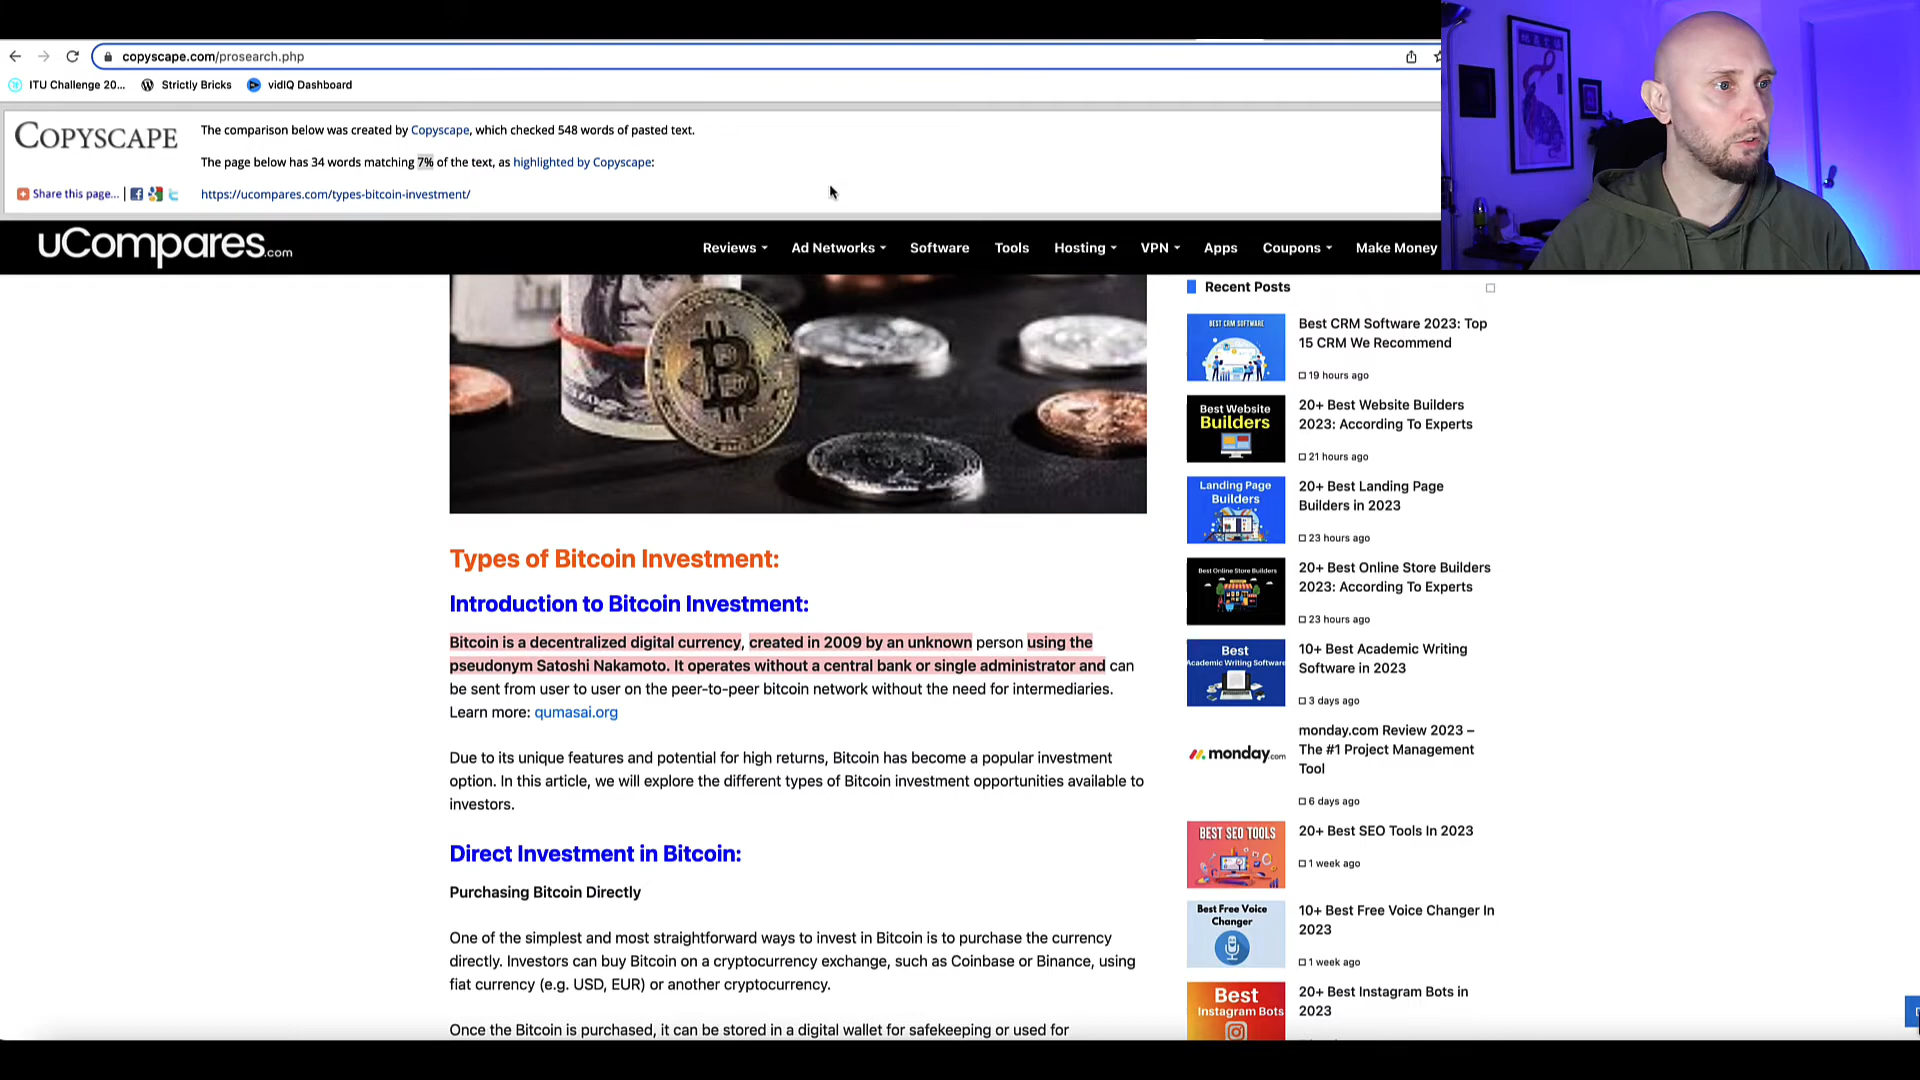 copyscape.com/prosearch.php
ITU Challenge 20... Strictly Bricks vidIQ Dashboard
COPYSCAPE
The comparison below was created by Copyscape, which checked 548 words of pasted text.
The page below has 34 words matching 7% of the text, as highlighted by Copyscape:
Share this page... |
https://ucompares.com/types-bitcoin-investment/
uCompares.com
Reviews Ad Networks Software Tools Hosting VPN Apps Coupons Make Money
Types of Bitcoin Investment:
Introduction to Bitcoin Investment:
Bitcoin is a decentralized digital currency, created in 2009 by an unknown person using the
pseudonym Satoshi Nakamoto. It operates without a central bank or single administrator and can
be sent from user to user on the peer-to-peer bitcoin network without the need for intermediaries.
Learn more: qumasai.org
Due to its unique features and potential for high returns, Bitcoin has become a popular investment
option. In this article, we will explore the different types of Bitcoin investment opportunities available to
investors.
Direct Investment in Bitcoin:
Purchasing Bitcoin Directly
One of the simplest and most straightforward ways to invest in Bitcoin is to purchase the currency
directly. Investors can buy Bitcoin on a cryptocurrency exchange, such as Coinbase or Binance, using
fiat currency (e.g. USD, EUR) or another cryptocurrency.
Once the Bitcoin is purchased, it can be stored in a digital wallet for safekeeping or used for
Recent Posts
BEST CRM SOFTWARE
Best CRM Software 2023: Top
15 CRM We Recommend
19 hours ago
Best Website
Builders
20+ Best Website Builders
2023: According To Experts
21 hours ago
Landing Page
Builders
20+ Best Landing Page
Builders in 2023
23 hours ago
Best Online Store Builders
20+ Best Online Store Builders
2023: According To Experts
23 hours ago
Best
Academic Writing Software
10+ Best Academic Writing
Software in 2023
3 days ago
monday.com
monday.com Review 2023 –
The #1 Project Management
Tool
6 days ago
BEST SEO TOOLS
20+ Best SEO Tools In 2023
1 week ago
Best Free Voice
Changer
10+ Best Free Voice Changer In
2023
1 week ago
Best
Instagram Bots
20+ Best Instagram Bots in
2023